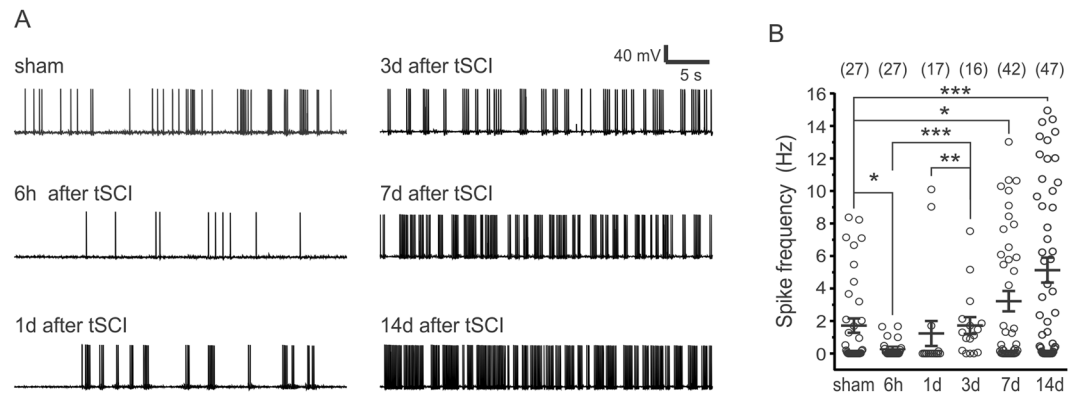 A
sham
3d after tSCI
40 mV
5 s
6h after tSCI
7d after tSCI
1d after tSCI
14d after tSCI
B
(27) (27) (17) (16) (42) (47)
Spike frequency (Hz)
16
14
12
10
8
6
4
2
0
***
*
***
**
*
sham 6h 1d 3d 7d 14d